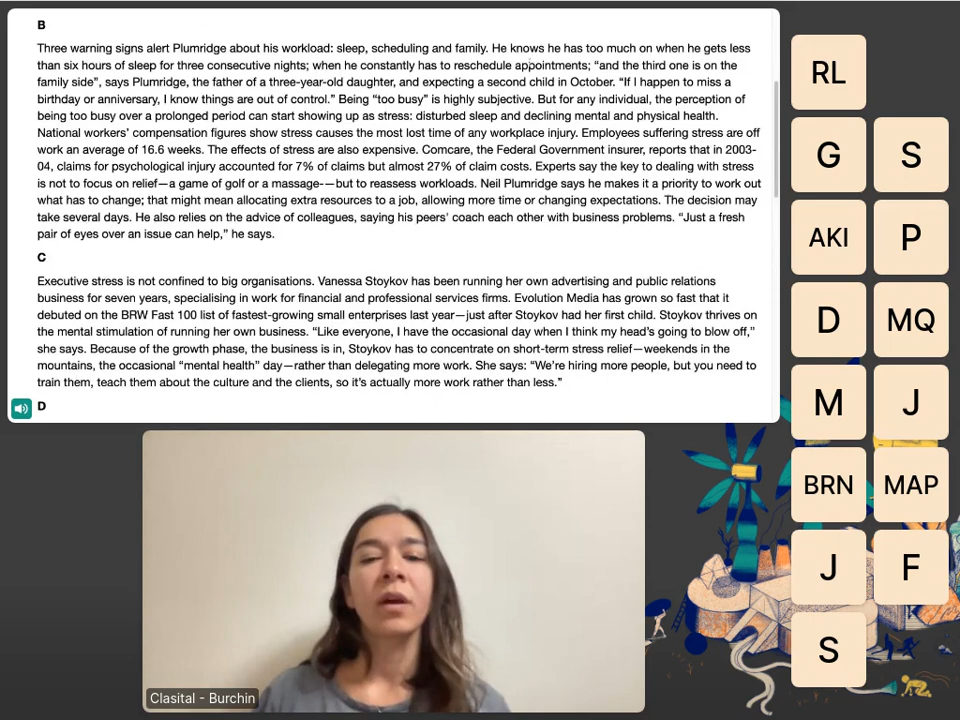 B
Three warning signs alert Plumridge about his workload: sleep, scheduling and family. He knows he has too much on when he gets less
than six hours of sleep for three consecutive nights; when he constantly has to reschedule appointments; “and the third one is on the
family side”, says Plumridge, the father of a three-year-old daughter, and expecting a second child in October. “If I happen to miss a
birthday or anniversary, I know things are out of control.” Being “too busy” is highly subjective. But for any individual, the perception of
being too busy over a prolonged period can start showing up as stress: disturbed sleep and declining mental and physical health.
National workers’ compensation figures show stress causes the most lost time of any workplace injury. Employees suffering stress are off
work an average of 16.6 weeks. The effects of stress are also expensive. Comcare, the Federal Government insurer, reports that in 2003-
04, claims for psychological injury accounted for 7% of claims but almost 27% of claim costs. Experts say the key to dealing with stress
is not to focus on relief—a game of golf or a massage-—but to reassess workloads. Neil Plumridge says he makes it a priority to work out
what has to change; that might mean allocating extra resources to a job, allowing more time or changing expectations. The decision may
take several days. He also relies on the advice of colleagues, saying his peers’ coach each other with business problems. “Just a fresh
pair of eyes over an issue can help,” he says.
C
Executive stress is not confined to big organisations. Vanessa Stoykov has been running her own advertising and public relations
business for seven years, specialising in work for financial and professional services firms. Evolution Media has grown so fast that it
debuted on the BRW Fast 100 list of fastest-growing small enterprises last year—just after Stoykov had her first child. Stoykov thrives on
the mental stimulation of running her own business. “Like everyone, I have the occasional day when I think my head’s going to blow off,”
she says. Because of the growth phase, the business is in, Stoykov has to concentrate on short-term stress relief—weekends in the
mountains, the occasional “mental health” day—rather than delegating more work. She says: “We’re hiring more people, but you need to
train them, teach them about the culture and the clients, so it’s actually more work rather than less.”
D
RL
G S
AKI P
D MQ
M J
BRN MAP
J F
S
Clasital - Burchin